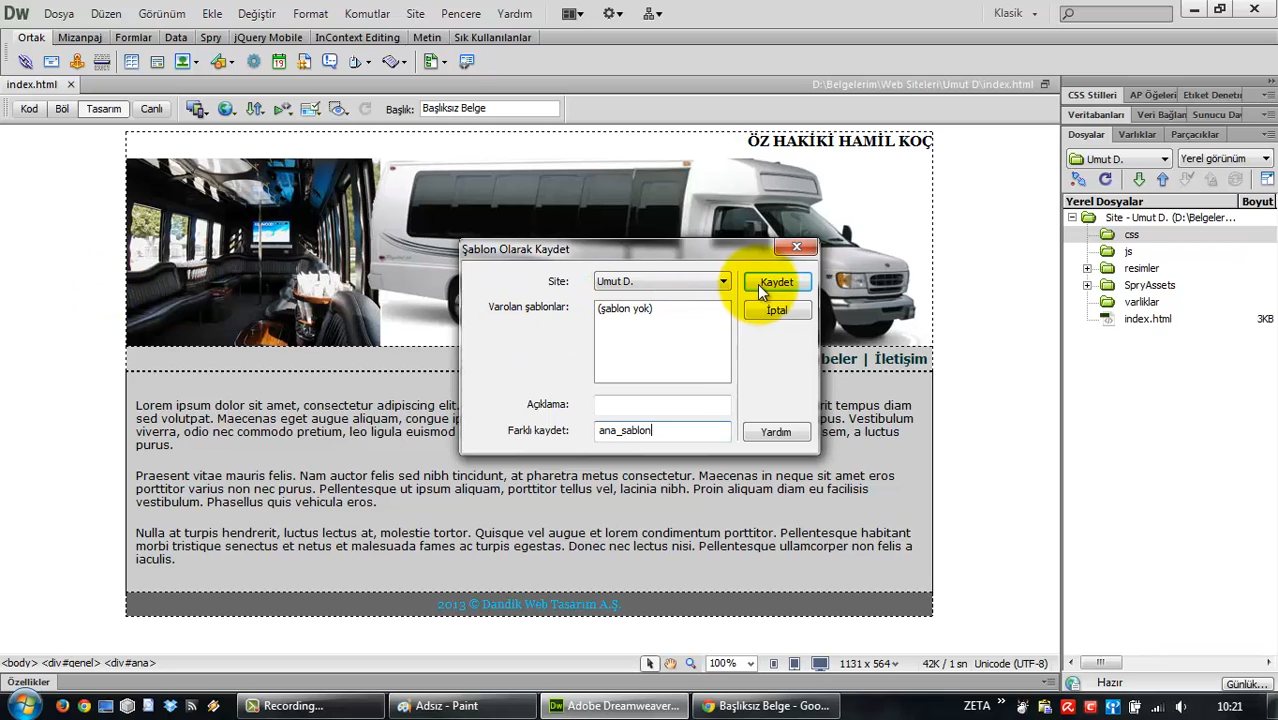 Dw Dosya Düzen Görünüm Ekle Değiştir Format Komutlar Site Pencere Yardım Klasik
Ortak Mizanpaj Formlar Data Spry jQuery Mobile InContext Editing Metin Sık Kullanılanlar
index.html D:\Belgelerim\Web Siteleri\Umut D\index.html
Kod Böl Tasarım Canlı Başlık: Başlıksız Belge
CSS Stilleri AP Öğeleri Etiket Denetm
Veritabanları Veri Bağlan Sunucu Da
Dosyalar Varlıklar Parçacıklar
Umut D. Yerel görünüm
Yerel Dosyalar Boyut
Site - Umut D. (D:\Belgeler...
css
js
resimler
SpryAssets
varliklar
index.html 3KB
ÖZ HAKİKİ HAMİL KOÇ
Şablon Olarak Kaydet
Site: Umut D. Kaydet
Varolan şablonlar: (şablon yok) İptal
Açıklama:
Farklı kaydet: ana_sablon Yardım
beler | İletişim
Lorem ipsum dolor sit amet, consectetur adipiscing elit. t tempus diam
sed volutpat. Maecenas eget augue aliquam, congue ip m. Vestibulum
viverra, odio nec commodo pretium, leo ligula euismod sem, a luctus
purus.
Praesent vitae mauris felis. Nam auctor felis sed nibh tincidunt, at pharetra metus consectetur. Maecenas in neque sit amet eros
porttitor varius non nec purus. Pellentesque ut ipsum aliquam, porttitor tellus vel, lacinia nibh. Proin aliquam diam eu facilisis
vestibulum. Phasellus quis vehicula eros.
Nulla at turpis hendrerit, luctus lectus at, molestie tortor. Quisque vel augue et lorem condimentum porttitor. Pellentesque habitant
morbi tristique senectus et netus et malesuada fames ac turpis egestas. Donec nec lectus nisi. Pellentesque ullamcorper non felis a
iaculis.
2013 © Dandik Web Tasarım A.Ş.
<body> <div#genel> <div#ana> 100% 1131 x 564 42K / 1 sn Unicode (UTF-8)
Özellikler
Hazır Günlük...
Recording... Adsız - Paint Adobe Dreamweaver... Başlıksız Belge - Goo... ZETA 10:21